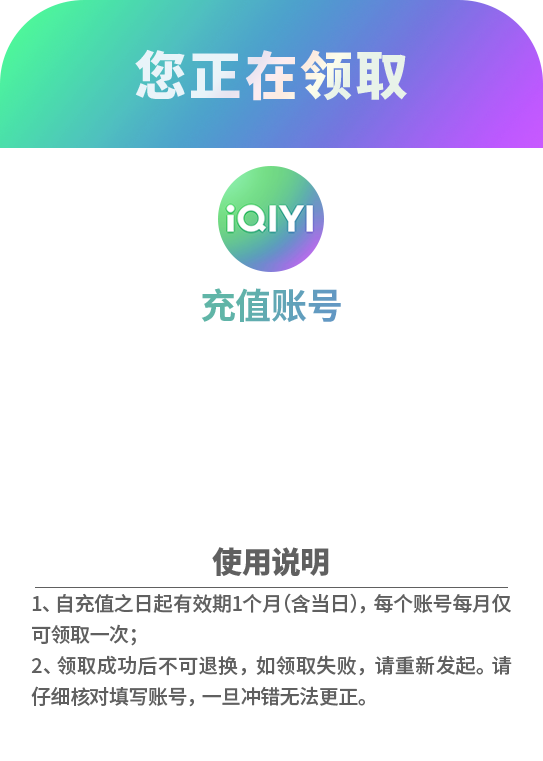 您正在领取
iQIYI
充值账号
使用说明
1、自充值之日起有效期1个月（含当日），每个账号每月仅
可领取一次；
2、领取成功后不可退换，如领取失败，请重新发起。请
仔细核对填写账号，一旦冲错无法更正。